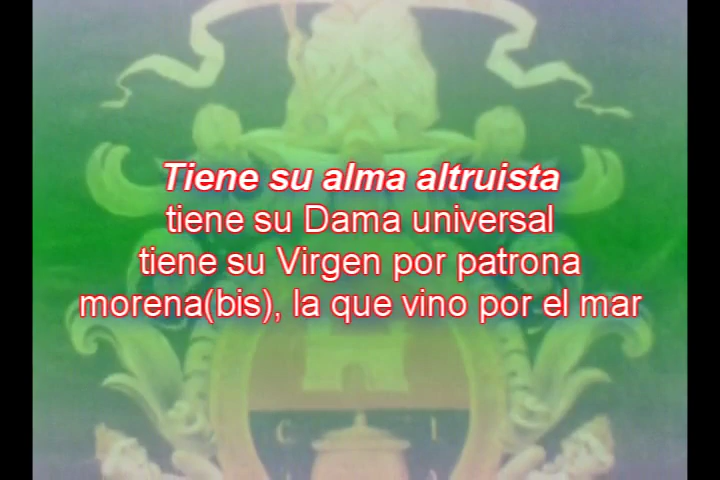 Tiene su alma altruista
tiene su Dama universal
tiene su Virgen por patrona
morena(bis), la que vino por el mar
C I